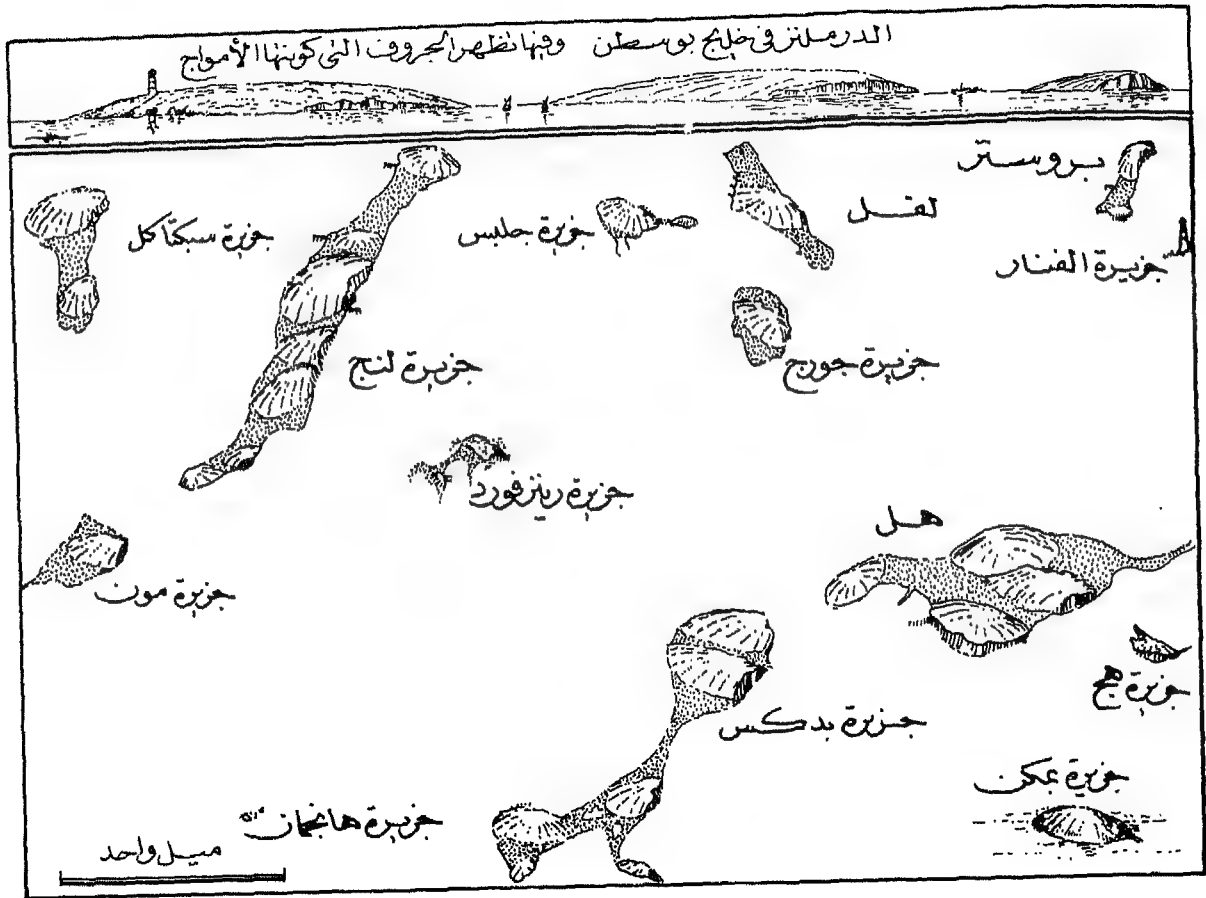 الدرملنز في خليج بوسطن وفيها تظهر الجروف التي كونتها الأمواج
بروستر
لفل
جزيرة جلبس
جزيرة سبكتاكل
جزيرة الفنار
جزيرة جورج
جزيرة لنج
جزيرة رينزفورد
هل
جزيرة مون
جزيرة هج
جزيرة بدكس
جزيرة بمكن
جزيرة هانجمان
ميل واحد